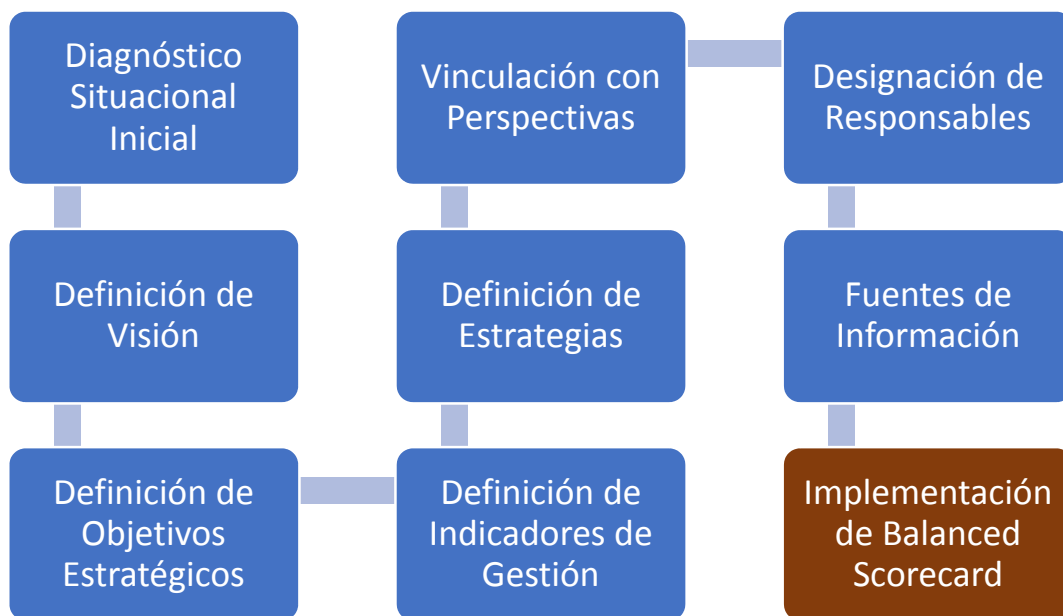 Diagnóstico
Situacional
Inicial
Definición de
Visión
Definición de
Objetivos
Estratégicos
Definición de
Indicadores de
Gestión
Definición de
Estrategias
Vinculación con
Perspectivas
Designación de
Responsables
Fuentes de
Información
Implementación
de Balanced
Scorecard